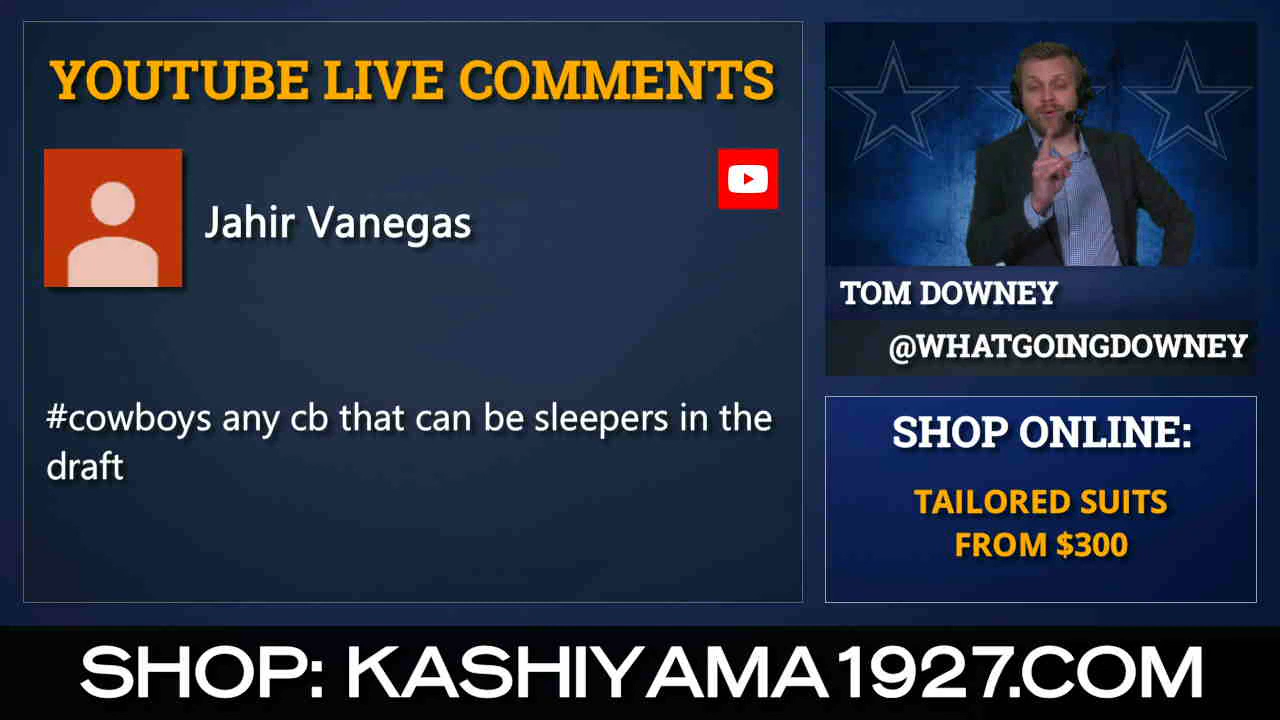 YOUTUBE LIVE COMMENTS
Jahir Vanegas
#cowboys any cb that can be sleepers in the
draft
TOM DOWNEY
@WHATGOINGDOWNEY
SHOP ONLINE:
TAILORED SUITS
FROM $300
SHOP: KASHIYAMA1927.COM